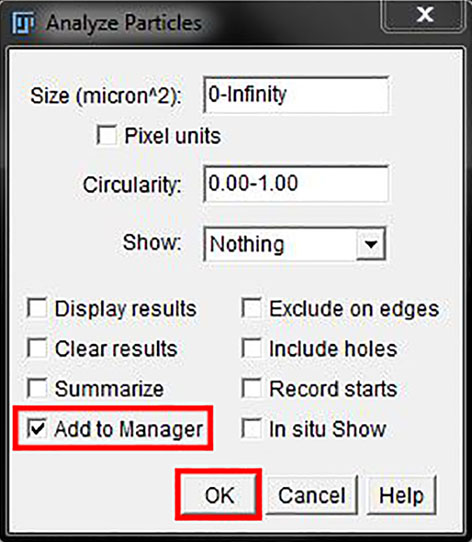 Analyze Particles
Size (micron^2): 0-Infinity
Pixel units
Circularity: 0.00-1.00
Show: Nothing
Display results Exclude on edges
Clear results Include holes
Summarize Record starts
Add to Manager In situ Show
OK Cancel Help